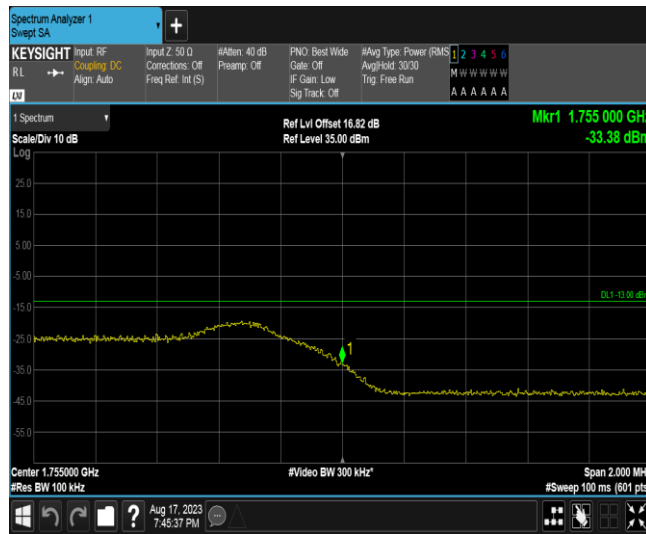 Spectrum Analyzer 1
Swept SA
+
KEYSIGHT Input: RF Input Z: 50 Ω #Atten: 40 dB PNO: Best Wide #Avg Type: Power (RMS 1 2 3 4 5 6
RL Coupling: DC Corrections: Off Preamp: Off Gate: Off Avg|Hold: 30/30 M W W W W W
Align: Auto Freq Ref: Int (S) IF Gain: Low Trig: Free Run
LXI Sig Track: Off A A A A A A
1 Spectrum Ref Lvl Offset 16.82 dB Mkr1 1.755 000 GHz
Scale/Div 10 dB Ref Level 35.00 dBm -33.38 dBm
Log
25.0
15.0
5.00
-5.00
DL1 -13.00 dBm
-15.0
-25.0
1
-35.0
-45.0
-55.0
Center 1.755000 GHz #Video BW 300 kHz* Span 2.000 MH
#Res BW 100 kHz #Sweep 100 ms (601 pts
? Aug 17, 2023
7:45:37 PM